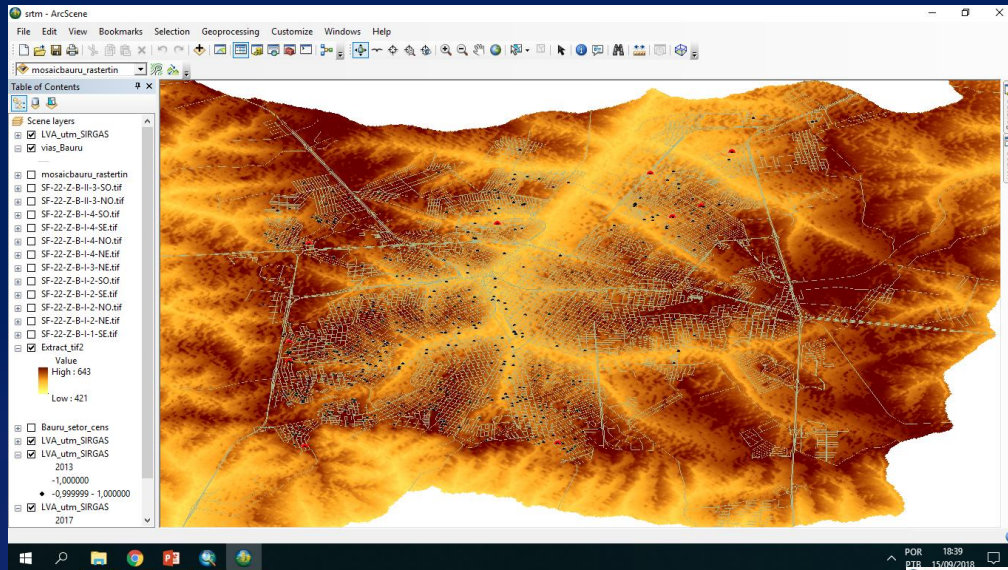 srtm - ArcScene
File Edit View Bookmarks Selection Geoprocessing Customize Windows Help
mosaicbauru_rastertin
Table of Contents
Scene layers
LVA_utm_SIRGAS
vias_Bauru
mosaicbauru_rastertin
SF-22-Z-B-II-3-SO.tif
SF-22-Z-B-II-3-NO.tif
SF-22-Z-B-I-4-SO.tif
SF-22-Z-B-I-4-SE.tif
SF-22-Z-B-I-4-NO.tif
SF-22-Z-B-I-4-NE.tif
SF-22-Z-B-I-3-NE.tif
SF-22-Z-B-I-2-SO.tif
SF-22-Z-B-I-2-SE.tif
SF-22-Z-B-I-2-NO.tif
SF-22-Z-B-I-2-NE.tif
SF-22-Z-B-I-1-SE.tif
Extract_tif2
Value
High : 643
Low : 421
Bauru_setor_cens
LVA_utm_SIRGAS
LVA_utm_SIRGAS
2013
-1,000000
-0,999999 - 1,000000
LVA_utm_SIRGAS
2017
POR 18:39
PTB 15/09/2018